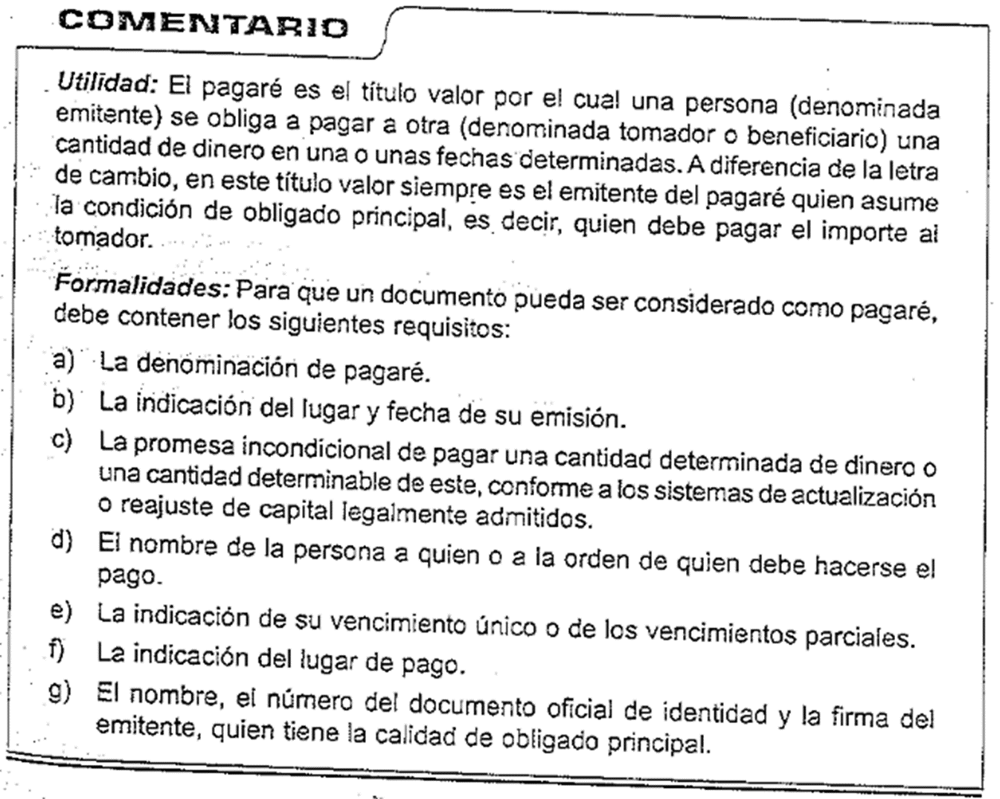 COMENTARIO
Utilidad: El pagaré es el título valor por el cual una persona (denominada
emitente) se obliga a pagar a otra (denominada tomador o beneficiario) una
cantidad de dinero en una o unas fechas determinadas. A diferencia de la letra
de cambio, en este título valor siempre es el emitente del pagaré quien asume
la condición de obligado principal, es decir, quien debe pagar el importe al
tomador.
Formalidades: Para que un documento pueda ser considerado como pagaré,
debe contener los siguientes requisitos:
a) La denominación de pagaré.
b) La indicación del lugar y fecha de su emisión.
c) La promesa incondicional de pagar una cantidad determinada de dinero o
una cantidad determinable de este, conforme a los sistemas de actualización
o reajuste de capital legalmente admitidos.
d) El nombre de la persona a quien o a la orden de quien debe hacerse el
pago.
e) La indicación de su vencimiento único o de los vencimientos parciales.
f) La indicación del lugar de pago.
g) El nombre, el número del documento oficial de identidad y la firma del
emitente, quien tiene la calidad de obligado principal.